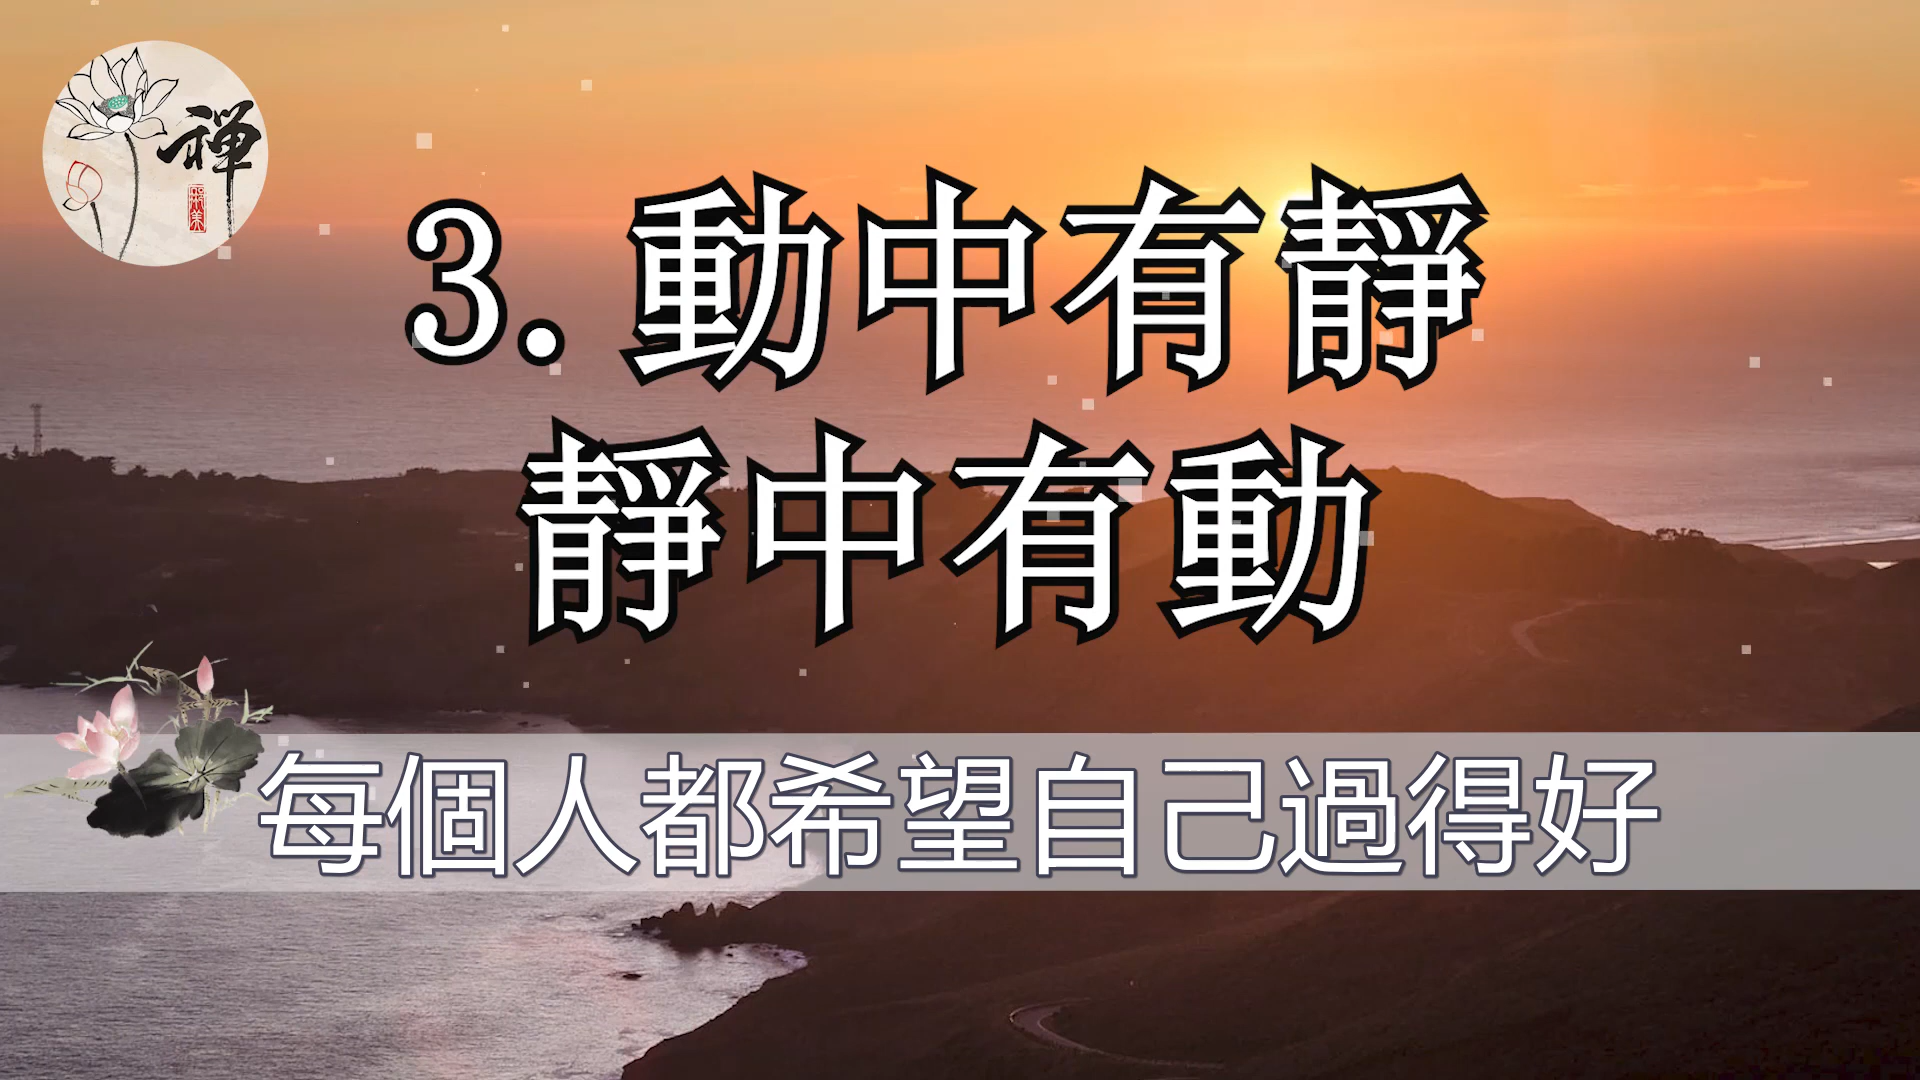 禅
3.動中有靜
靜中有動
每個人都希望自己過得好